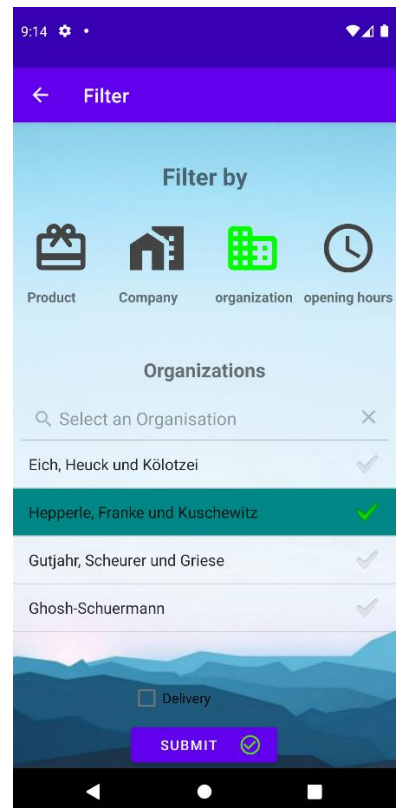 9:14
Filter
Filter by
Product Company organization opening hours
Organizations
Select an Organisation
Eich, Heuck und Kölotzei
Hepperle, Franke und Kuschewitz
Gutjahr, Scheurer und Griese
Ghosh-Schuermann
Delivery
SUBMIT